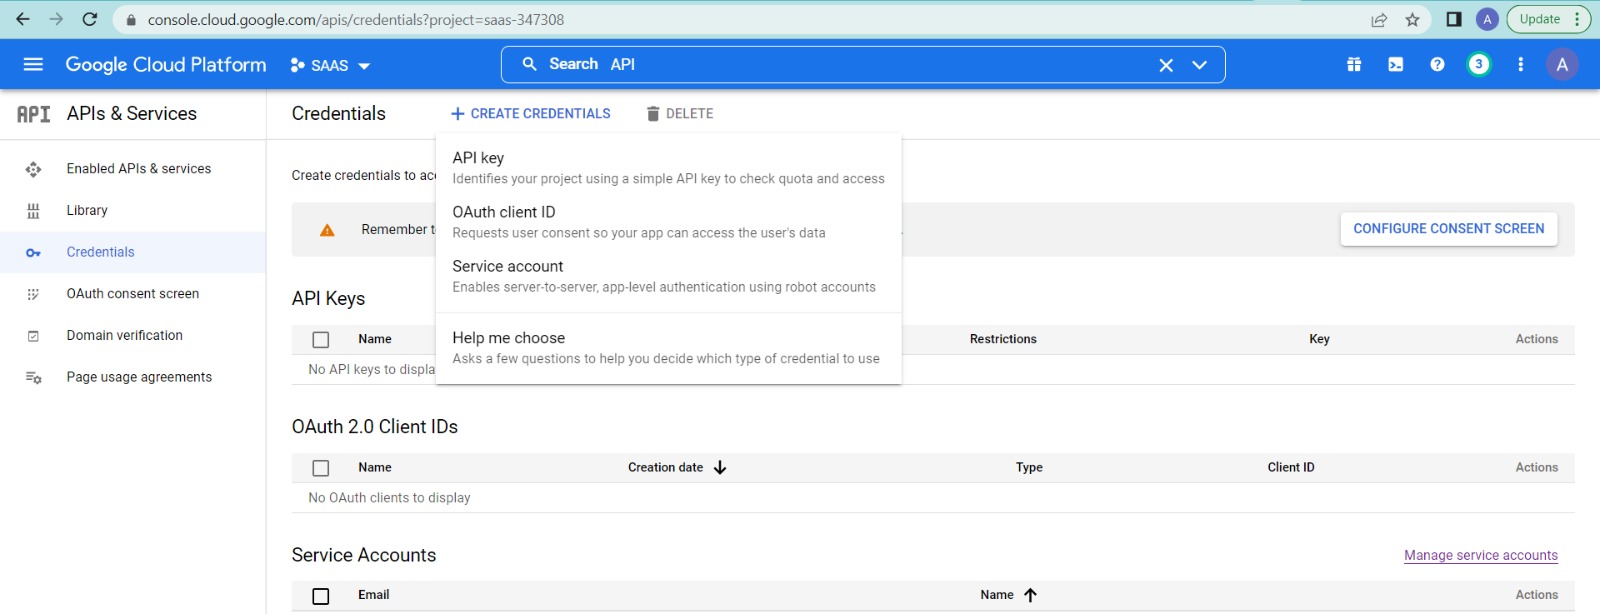 console.cloud.google.com/apis/credentials?project=saas-347308
A
Update
Google Cloud Platform
SAAS
Search API
3
A
API APIs & Services
Credentials
+ CREATE CREDENTIALS
DELETE
Enabled APIs & services
Library
Credentials
OAuth consent screen
Domain verification
Page usage agreements
Create credentials to ac
API key
Identifies your project using a simple API key to check quota and access
OAuth client ID
Requests user consent so your app can access the user's data
Service account
Enables server-to-server, app-level authentication using robot accounts
Help me choose
Asks a few questions to help you decide which type of credential to use
Remember t
CONFIGURE CONSENT SCREEN
API Keys
Name Restrictions Key Actions
No API keys to displa
OAuth 2.0 Client IDs
Name Creation date Type Client ID Actions
No OAuth clients to display
Service Accounts
Manage service accounts
Email Name Actions